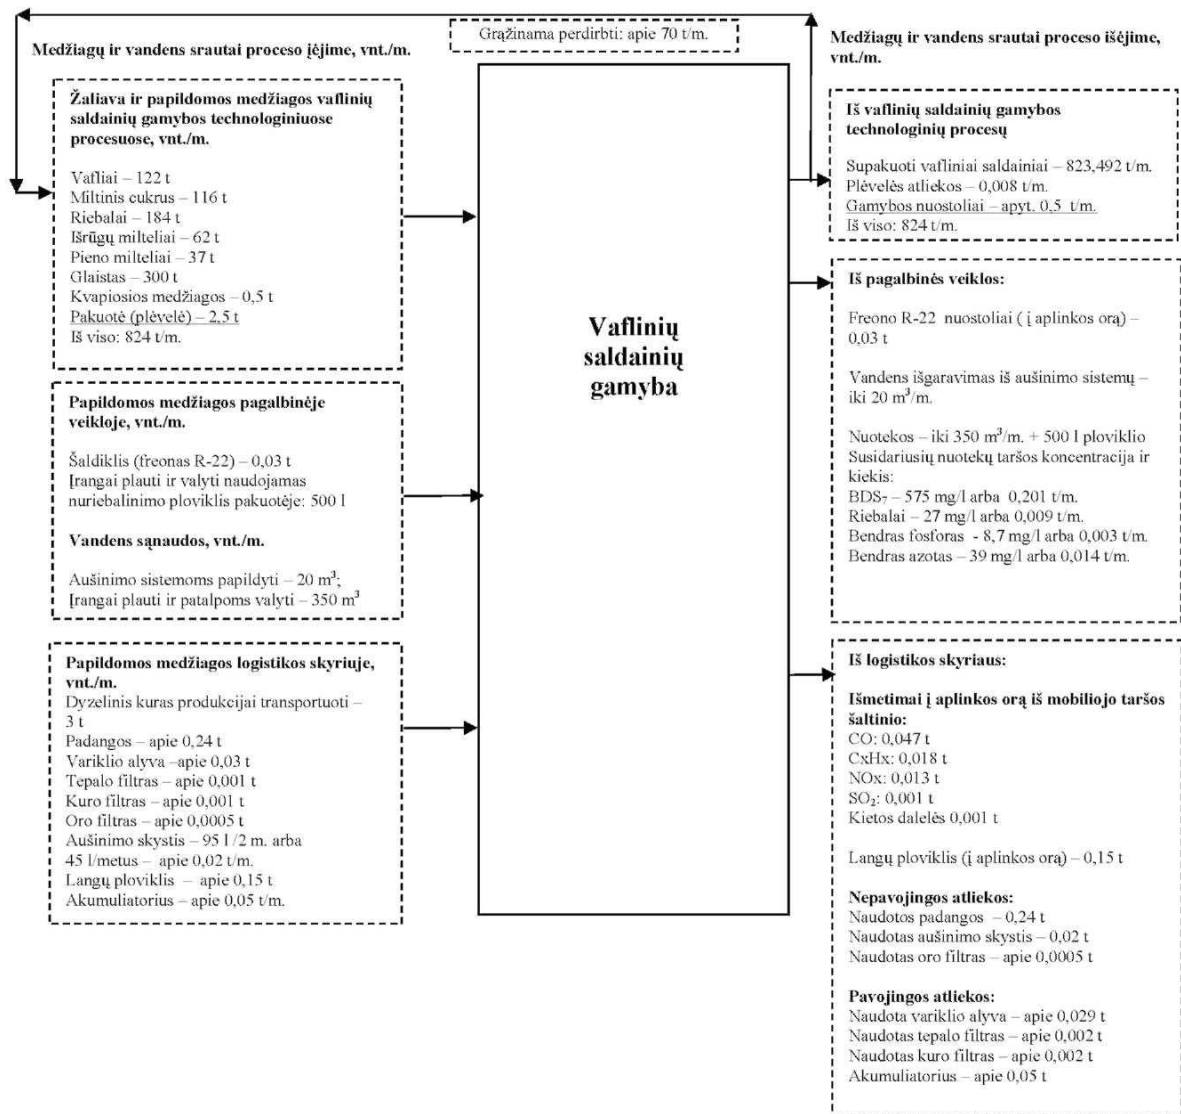 Grąžinama perdirbti: apie 70 t/m.
Medžiagų ir vandens srautai proceso įėjime, vnt./m.
Žaliava ir papildomos medžiagos vaflinių
saldainių gamybos technologiniuose
procesuose, vnt./m.
Vafliai – 122 t
Miltinis cukrus – 116 t
Riebalai – 184 t
Išrūgų milteliai – 62 t
Pieno milteliai – 37 t
Glaistas – 300 t
Kvapiosios medžiagos – 0,5 t
Pakuotė (plėvelė) – 2,5 t
Iš viso: 824 t/m.
Papildomos medžiagos pagalbinėje
veikloje, vnt./m.
Šaldiklis (freonas R-22) – 0,03 t
Įrangai plauti ir valyti naudojamas
nuriebalinimo ploviklis pakuotėje: 500 l
Vandens sąnaudos, vnt./m.
Aušinimo sistemoms papildyti – 20 m³;
Įrangai plauti ir patalpoms valyti – 350 m³
Papildomos medžiagos logistikos skyriuje,
vnt./m.
Dyzelinis kuras produkcijai transportuoti –
3 t
Padangos – apie 0,24 t
Variklio alyva –apie 0,03 t
Tepalo filtras – apie 0,001 t
Kuro filtras – apie 0,001 t
Oro filtras – apie 0,0005 t
Aušinimo skystis – 95 l /2 m. arba
45 l/metus – apie 0,02 t/m.
Langų ploviklis – apie 0,15 t
Akumuliatorius – apie 0,05 t/m.
Vaflinių
saldainių
gamyba
Medžiagų ir vandens srautai proceso išėjime,
vnt./m.
Iš vaflinių saldainių gamybos
technologinių procesų
Supakuoti vafliniai saldainiai – 823,492 t/m.
Plėvelės atliekos – 0,008 t/m.
Gamybos nuostoliai – apyt. 0,5 t/m.
Iš viso: 824 t/m.
Iš pagalbinės veiklos:
Freono R-22 nuostoliai ( į aplinkos orą) –
0,03 t
Vandens išgaravimas iš aušinimo sistemų –
iki 20 m³/m.
Nuotekos – iki 350 m³/m. + 500 l ploviklio
Susidariusių nuotekų taršos koncentracija ir
kiekis:
BDS₇ – 575 mg/l arba 0,201 t/m.
Riebalai – 27 mg/l arba 0,009 t/m.
Bendras fosforas - 8,7 mg/l arba 0,003 t/m.
Bendras azotas – 39 mg/l arba 0,014 t/m.
Iš logistikos skyriaus:
Išmetimai į aplinkos orą iš mobiliojo taršos
šaltinio:
CO: 0,047 t
CxHx: 0,018 t
NOx: 0,013 t
SO₂: 0,001 t
Kietos dalelės 0,001 t
Langų ploviklis (į aplinkos orą) – 0,15 t
Nepavojingos atliekos:
Naudotos padangos – 0,24 t
Naudotas aušinimo skystis – 0,02 t
Naudotas oro filtras – apie 0,0005 t
Pavojingos atliekos:
Naudota variklio alyva – apie 0,029 t
Naudotas tepalo filtras – apie 0,002 t
Naudotas kuro filtras – apie 0,002 t
Akumuliatorius – apie 0,05 t